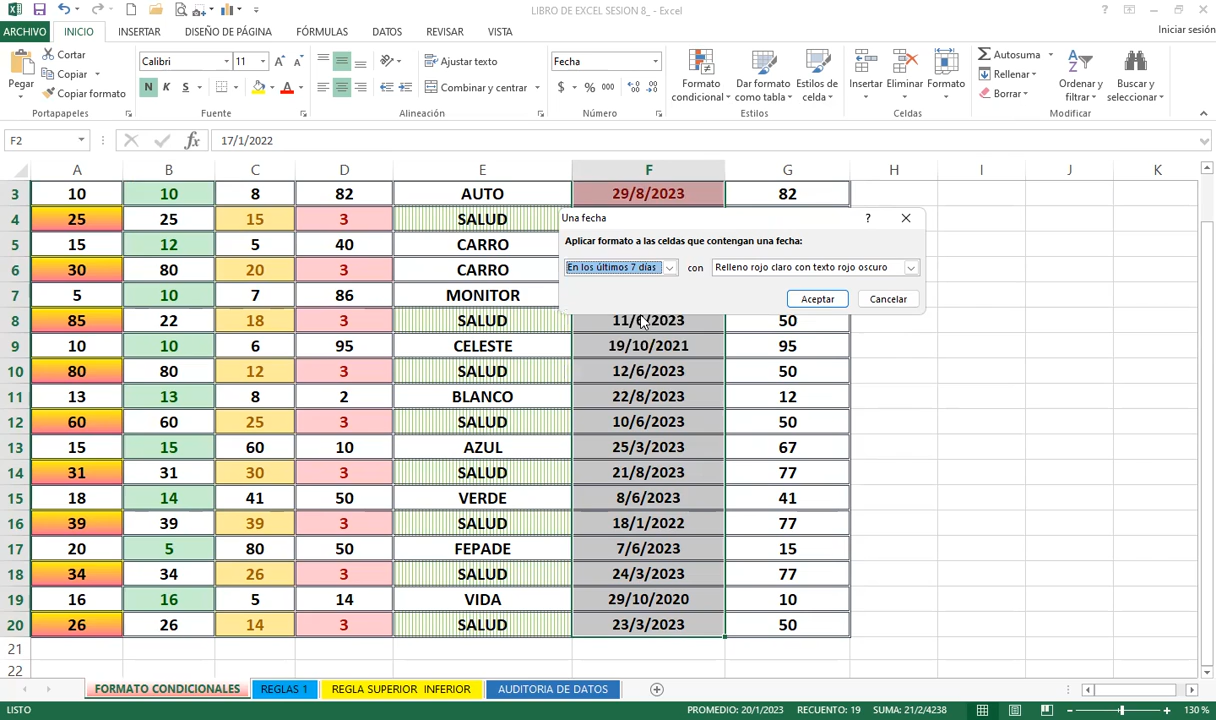 LIBRO DE EXCEL SESION 8_ - Excel
ARCHIVO INICIO INSERTAR DISEÑO DE PÁGINA FÓRMULAS DATOS REVISAR VISTA Iniciar sesión
Pegar Cortar Copiar Copiar formato Portapapeles
Calibri 11 N K S A A A Fuente
Ajustar texto Combinar y centrar Alineación
Fecha $ % 000 Número
Formato condicional Dar formato como tabla Estilos de celda Estilos
Insertar Eliminar Formato Celdas
Autosuma Rellenar Borrar Ordenar y filtrar Buscar y seleccionar Modificar
F2 fx 17/1/2022
A B C D E F G H I J K
3 10 10 8 82 AUTO 29/8/2023 82
4 25 25 15 3 SALUD
5 15 12 5 40 CARRO
6 30 80 20 3 CARRO
7 5 10 7 86 MONITOR
Una fecha ?
Aplicar formato a las celdas que contengan una fecha:
En los últimos 7 días con Relleno rojo claro con texto rojo oscuro
Aceptar Cancelar
8 85 22 18 3 SALUD 11/6/2023 50
9 10 10 6 95 CELESTE 19/10/2021 95
10 80 80 12 3 SALUD 12/6/2023 50
11 13 13 8 2 BLANCO 22/8/2023 12
12 60 60 25 3 SALUD 10/6/2023 50
13 15 15 60 10 AZUL 25/3/2023 67
14 31 31 30 3 SALUD 21/8/2023 77
15 18 14 41 50 VERDE 8/6/2023 41
16 39 39 39 3 SALUD 18/1/2022 77
17 20 5 80 50 FEPADE 7/6/2023 15
18 34 34 26 3 SALUD 24/3/2023 77
19 16 16 5 14 VIDA 29/10/2020 10
20 26 26 14 3 SALUD 23/3/2023 50
21
22
FORMATO CONDICIONALES REGLAS 1 REGLA SUPERIOR INFERIOR AUDITORIA DE DATOS
LISTO PROMEDIO: 20/1/2023 RECUENTO: 19 SUMA: 21/2/4238 130 %